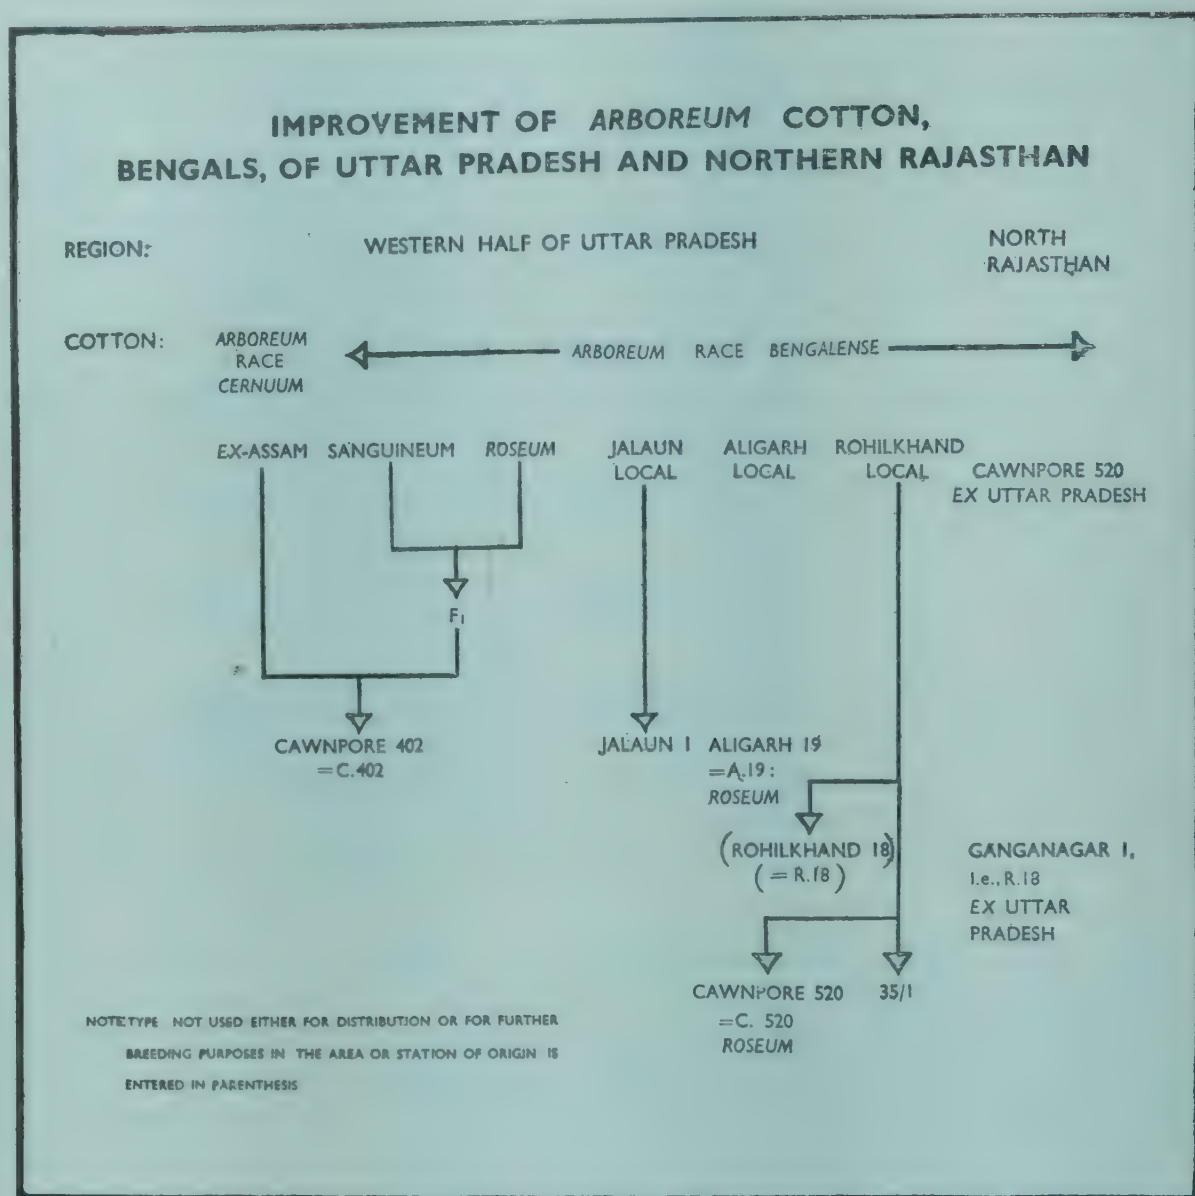 IMPROVEMENT OF ARBOREUM COTTON,
BENGALS, OF UTTAR PRADESH AND NORTHERN RAJASTHAN
REGION:
WESTERN HALF OF UTTAR PRADESH
NORTH
RAJASTHAN
COTTON:
ARBOREUM
RACE
CERNUUM
ARBOREUM RACE BENGALENSE
EX-ASSAM
SANGUINEUM
ROSEUM
JALAUN
LOCAL
ALIGARH
LOCAL
ROHILKHAND
LOCAL
CAWNPORE 520
EX UTTAR PRADESH
F1
CAWNPORE 402
=C.402
JALAUN 1
ALIGARH 19
=A.19:
ROSEUM
(ROHILKHAND 18)
(= R.18)
GANGANAGAR 1,
i.e., R.18
EX UTTAR
PRADESH
CAWNPORE 520
=C. 520
ROSEUM
35/1
NOTE:TYPE NOT USED EITHER FOR DISTRIBUTION OR FOR FURTHER
BREEDING PURPOSES IN THE AREA OR STATION OF ORIGIN IS
ENTERED IN PARENTHESIS